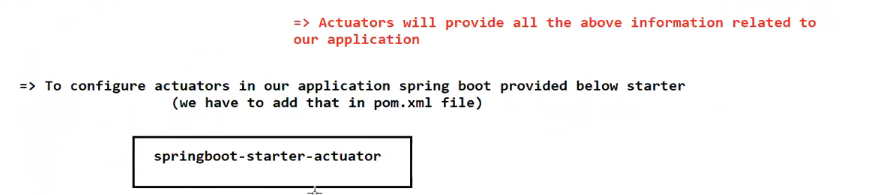 => Actuators will provide all the above information related to
our application
=> To configure actuators in our application spring boot provided below starter
(we have to add that in pom.xml file)
springboot-starter-actuator